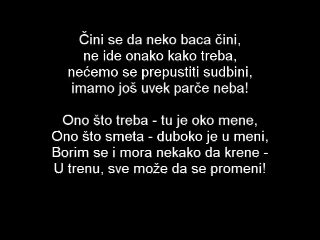 Čini se da neko baca čini,
ne ide onako kako treba,
nećemo se prepustiti sudbini,
imamo još uvek parče neba!
Ono što treba - tu je oko mene,
Ono što smeta - duboko je u meni,
Borim se i mora nekako da krene -
U trenu, sve može da se promeni!